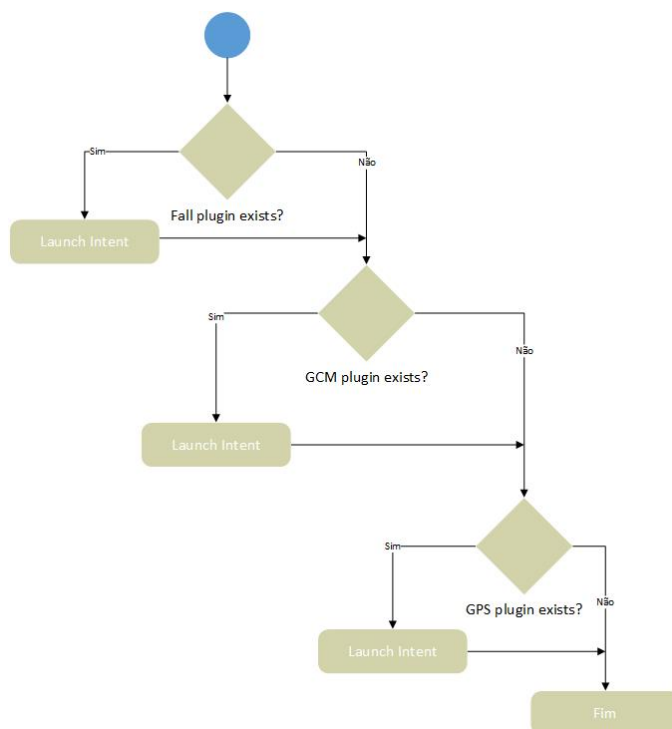 Sim
Não
Fall plugin exists?
Launch Intent
Sim
Não
GCM plugin exists?
Launch Intent
Sim
Não
GPS plugin exists?
Launch Intent
Fim